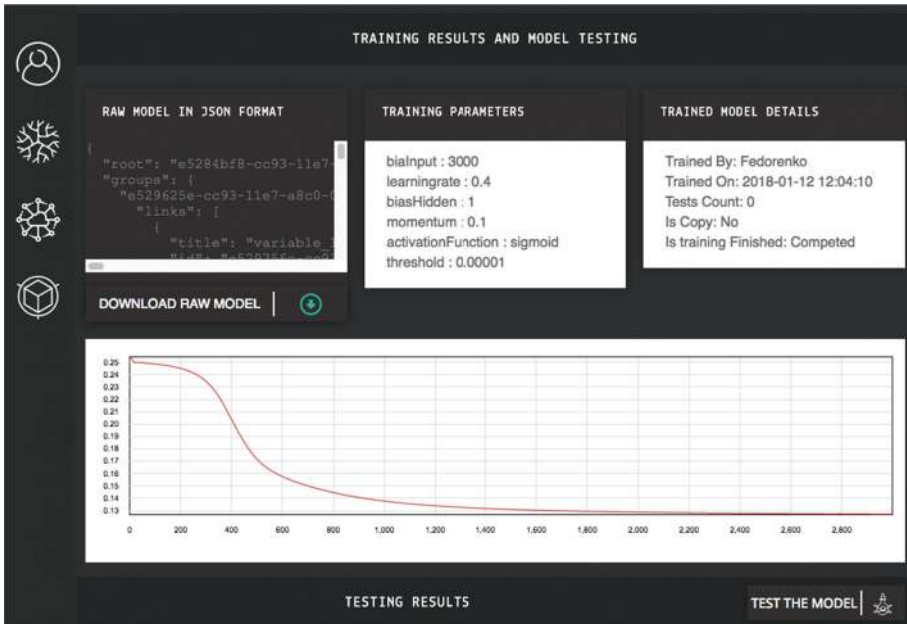 TRAINING RESULTS AND MODEL TESTING
RAW MODEL IN JSON FORMAT
{
"root": "e5284bf8-cc93-11e7-
"groups": {
"e529625e-cc93-11e7-a8c0-
"links": [
{
"title": "variable_
"id":
DOWNLOAD RAW MODEL
TRAINING PARAMETERS
biaInput : 3000
learningrate : 0.4
biasHidden : 1
momentum : 0.1
activationFunction : sigmoid
threshold : 0.00001
TRAINED MODEL DETAILS
Trained By: Fedorenko
Trained On: 2018-01-12 12:04:10
Tests Count: 0
Is Copy: No
Is training Finished: Competed
0.25
0.24
0.23
0.22
0.21
0.20
0.19
0.18
0.17
0.16
0.15
0.14
0.13
0 200 400 600 800 1,000 1,200 1,400 1,600 1,800 2,000 2,200 2,400 2,600 2,800
TESTING RESULTS
TEST THE MODEL